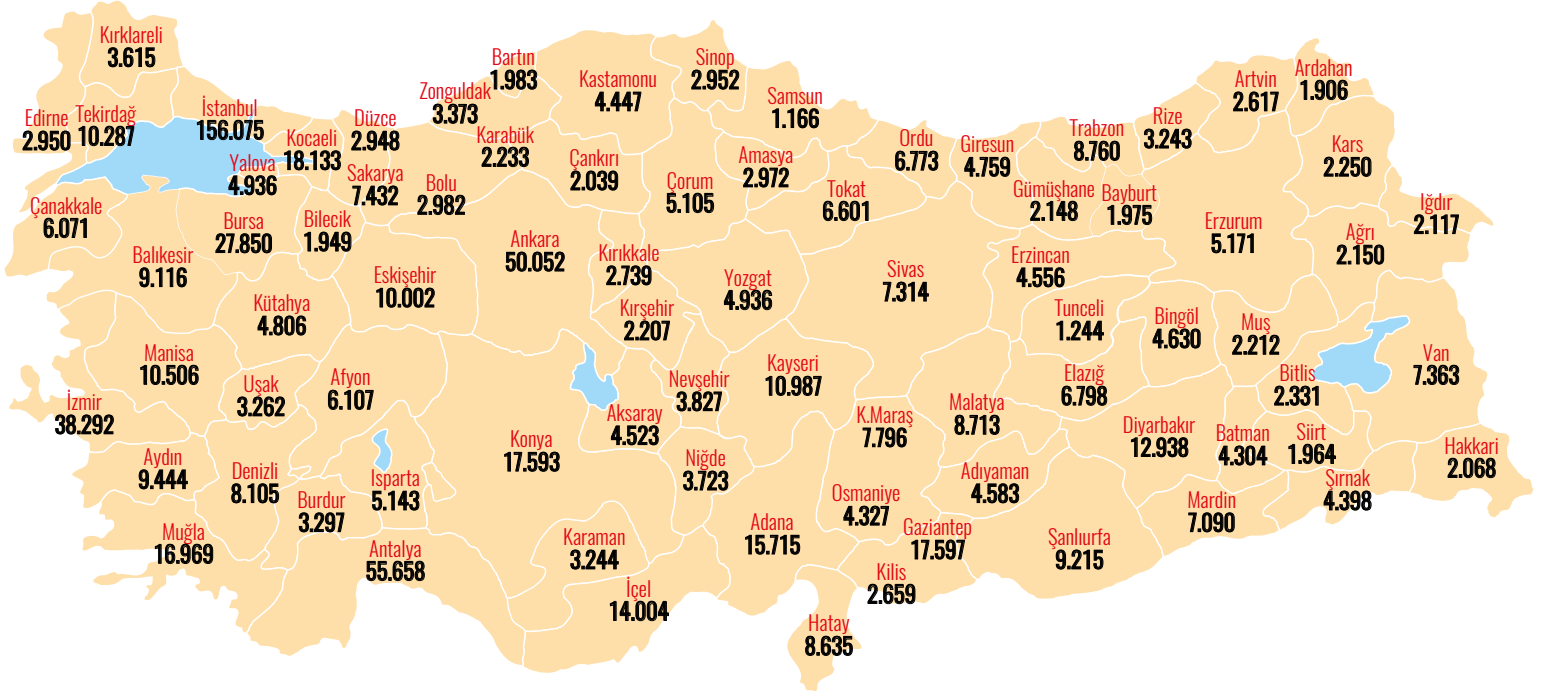 Kırklareli
3.615
Edirne
2.950
Tekirdağ
10.287
İstanbul
156.075
Yalova
4.936
Kocaeli
18.133
Düzce
2.948
Sakarya
7.432
Zonguldak
3.373
Bartın
1.983
Karabük
2.233
Bolu
2.982
Kastamonu
4.447
Sinop
2.952
Samsun
1.166
Çankırı
2.039
Çorum
5.105
Amasya
2.972
Tokat
6.601
Ordu
6.773
Giresun
4.759
Gümüşhane
2.148
Trabzon
8.760
Bayburt
1.975
Rize
3.243
Artvin
2.617
Ardahan
1.906
Kars
2.250
Iğdır
2.117
Ağrı
2.150
Erzurum
5.171
Erzincan
4.556
Çanakkale
6.071
Balıkesir
9.116
Bursa
27.850
Bilecik
1.949
Kütahya
4.806
Eskişehir
10.002
Ankara
50.052
Kırıkkale
2.739
Kırşehir
2.207
Yozgat
4.936
Sivas
7.314
Tunceli
1.244
Bingöl
4.630
Muş
2.212
Bitlis
2.331
Van
7.363
Manisa
10.506
Uşak
3.262
Afyon
6.107
İzmir
38.292
Aydın
9.444
Denizli
8.105
Burdur
3.297
Isparta
5.143
Konya
17.593
Aksaray
4.523
Nevşehir
3.827
Kayseri
10.987
Niğde
3.723
K.Maraş
7.796
Malatya
8.713
Elazığ
6.798
Diyarbakır
12.938
Batman
4.304
Siirt
1.964
Şırnak
4.398
Hakkari
2.068
Mardin
7.090
Adıyaman
4.583
Şanlıurfa
9.215
Gaziantep
17.597
Osmaniye
4.327
Kilis
2.659
Hatay
8.635
Adana
15.715
İçel
14.004
Karaman
3.244
Antalya
55.658
Muğla
16.969